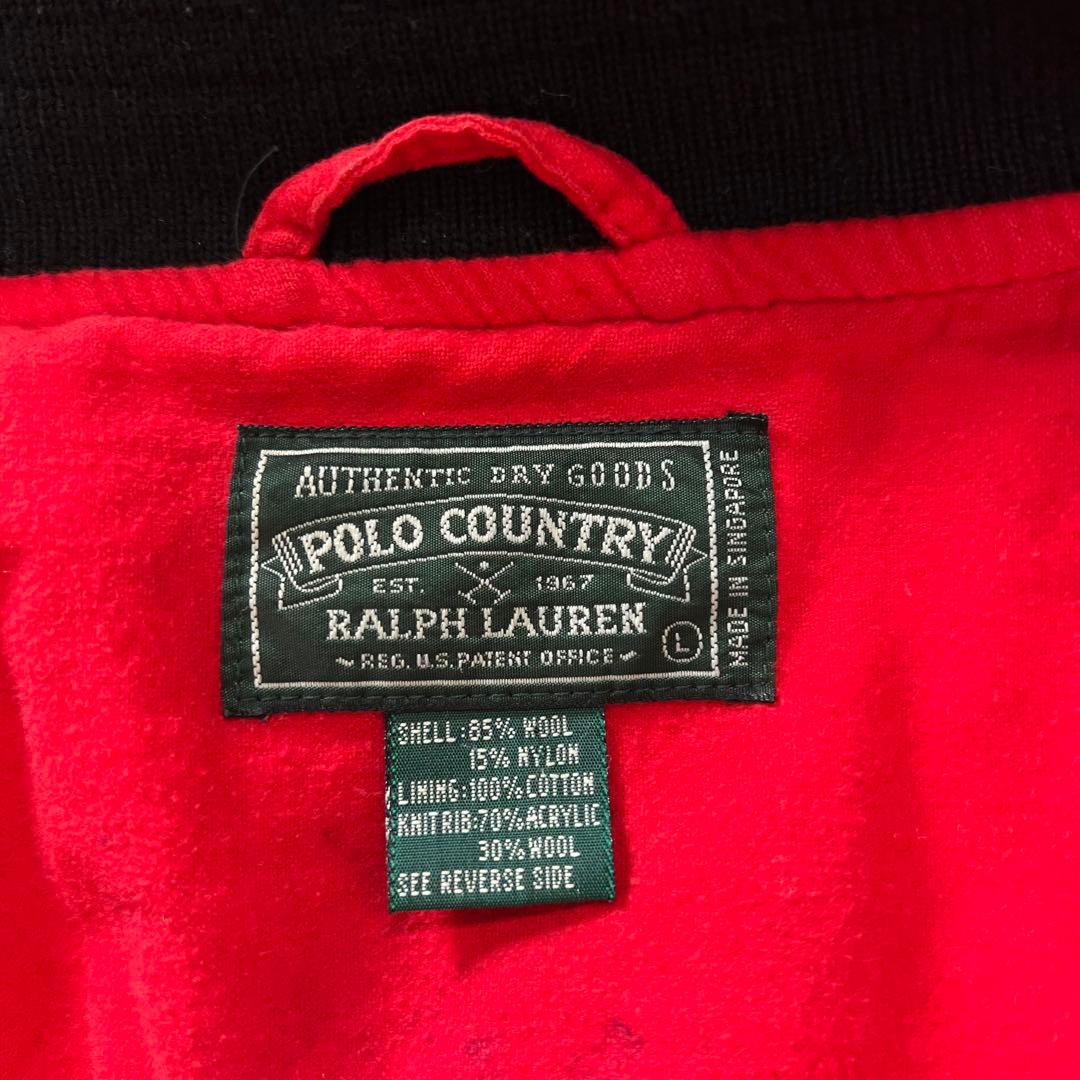 AUTHENTIC DRY GOODS
POLO COUNTRY
EST. 1967
RALPH LAUREN
REG. U.S. PATENT OFFICE
L
MADE IN SINGAPORE
SHELL:85% WOOL
15% NYLON
LINING:100% COTTON
KNIT RIB:70% ACRYLIC
30% WOOL
SEE REVERSE SIDE